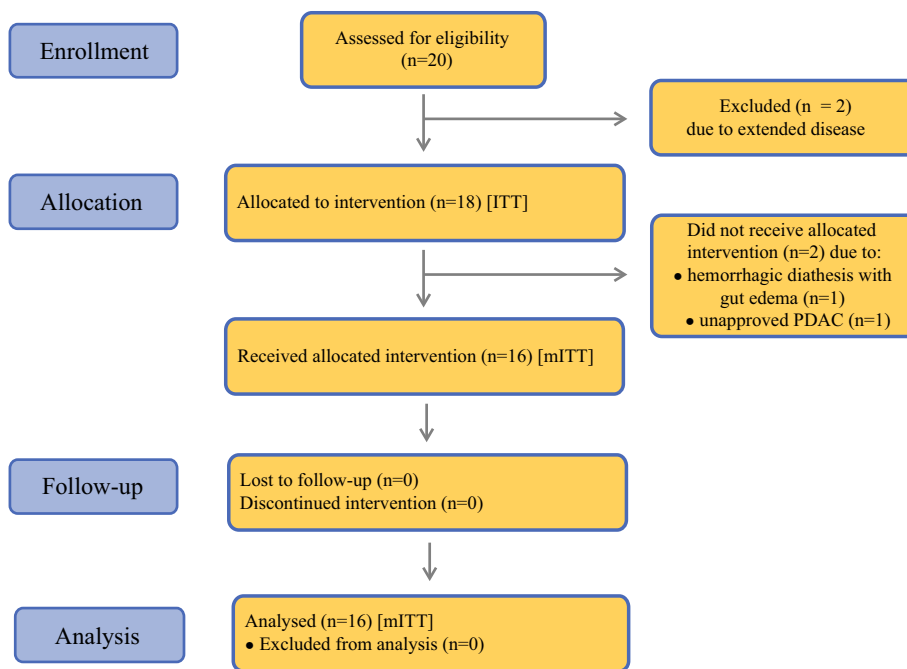 Enrollment
Assessed for eligibility
(n=20)
Excluded (n = 2)
due to extended disease
Allocation
Allocated to intervention (n=18) [ITT]
Did not receive allocated
intervention (n=2) due to:
● hemorrhagic diathesis with
gut edema (n=1)
● unapproved PDAC (n=1)
Received allocated intervention (n=16) [mITT]
Follow-up
Lost to follow-up (n=0)
Discontinued intervention (n=0)
Analysis
Analysed (n=16) [mITT]
● Excluded from analysis (n=0)